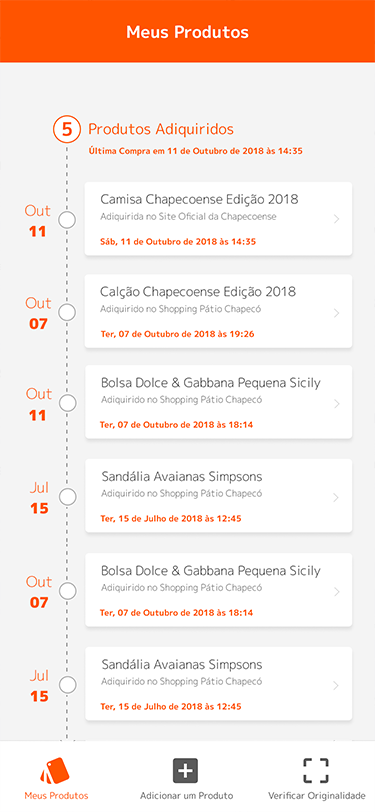 Meus Produtos
5 Produtos Adiquiridos
Última Compra em 11 de Outubro de 2018 às 14:35
Out
11
Camisa Chapecoense Edição 2018
Adiquirida no Site Oficial da Chapecoense
Sáb, 11 de Outubro de 2018 às 14:35
Out
07
Calção Chapecoense Edição 2018
Adiquirido no Shopping Pátio Chapecó
Ter, 07 de Outubro de 2018 às 19:26
Out
11
Bolsa Dolce & Gabbana Pequena Sicily
Adiquirido no Shopping Pátio Chapecó
Ter, 07 de Outubro de 2018 às 18:14
Jul
15
Sandália Avaianas Simpsons
Adiquirido no Shopping Pátio Chapecó
Ter, 15 de Julho de 2018 às 12:45
Out
07
Bolsa Dolce & Gabbana Pequena Sicily
Adiquirido no Shopping Pátio Chapecó
Ter, 07 de Outubro de 2018 às 18:14
Jul
15
Sandália Avaianas Simpsons
Adiquirido no Shopping Pátio Chapecó
Ter, 15 de Julho de 2018 às 12:45
Meus Produtos
Adicionar um Produto
Verificar Originalidade